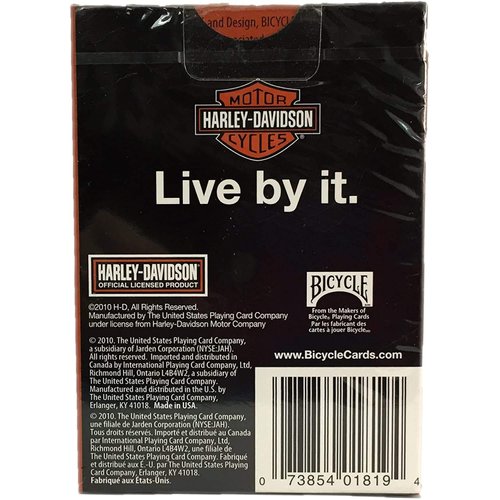 and Design, BICYCLE
MOTOR
HARLEY-DAVIDSON
CYCLES
Live by it.
HARLEY-DAVIDSON
OFFICIAL LICENSED PRODUCT
©2010 H-D, All Rights Reserved.
Manufactured by The United States Playing Card Company
under license from Harley-Davidson Motor Company
BICYCLE
From the Makers of
Bicycle® Playing Cards
Par les fabricant des
cartes à jouer Bicycle®
© 2010. The United States Playing Card Company,
a subsidiary of Jarden Corporation (NYSE:JAH).
All rights reserved. Imported and distributed in
Canada by International Playing Card Company, Ltd,
Richmond Hill, Ontario L4B4W2, a subsidiary of
The United States Playing Card Company.
Manufactured and distributed in the U.S. by
The United States Playing Card Company,
Erlanger, KY 41018. Made in USA.
© 2010. The United States Playing Card Company,
une filiale de Jarden Corporation (NYSE:JAH).
Tous droits réservés. Importé et distribué au Canada
par International Playing Card Company, Ltd,
Richmond Hill, Ontario L4B4W2, une filiale de
The United States Playing Card Company. Fabriqué et
distribué aux É.-U. par The United States Playing Card
Company, Erlanger, KY 41018.
Fabriqué aux États-Unis.
www.BicycleCards.com
0 73854 01819 4